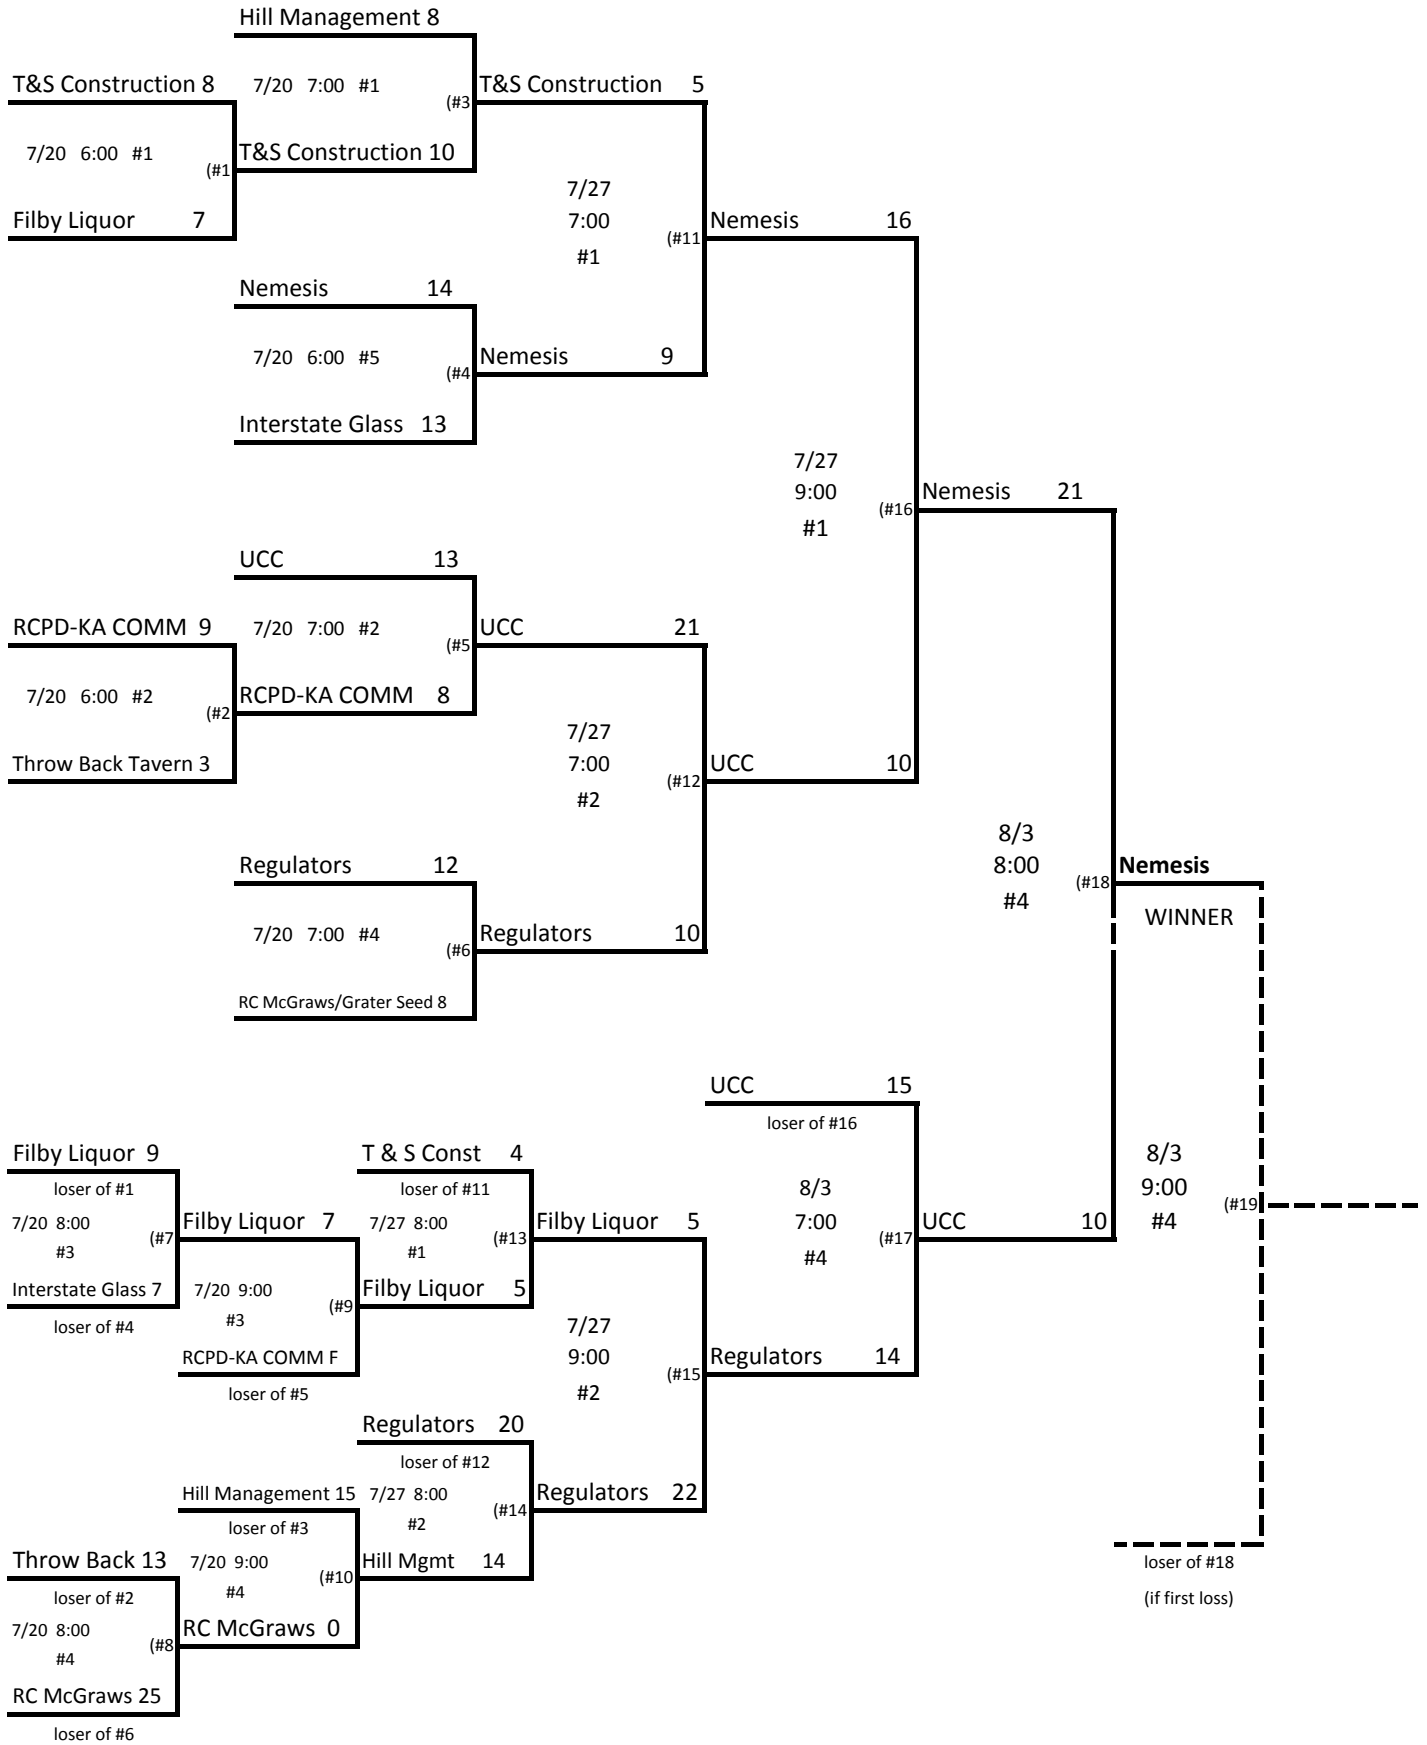 Hill Management 8
T&S Construction 8
7/20 7:00 #1
(#3
T&S Construction 5
7/20 6:00 #1
(#1
T&S Construction 10
Filby Liquor 7
7/27
7:00
#1
(#11
Nemesis 16
Nemesis 14
7/20 6:00 #5
(#4
Nemesis 9
Interstate Glass 13
7/27
9:00
#1
(#16
Nemesis 21
UCC 13
RCPD-KA COMM 9
7/20 7:00 #2
(#5
UCC 21
7/20 6:00 #2
(#2
RCPD-KA COMM 8
Throw Back Tavern 3
7/27
7:00
#2
(#12
UCC 10
8/3
8:00
#4
(#18
Nemesis
WINNER
Regulators 12
7/20 7:00 #4
(#6
Regulators 10
RC McGraws/Grater Seed 8
UCC 15
loser of #16
Filby Liquor 9
loser of #1
7/20 8:00
#3
(#7
Filby Liquor 7
Interstate Glass 7
loser of #4
T & S Const 4
loser of #11
7/27 8:00
#1
(#13
Filby Liquor 5
7/20 9:00
#3
(#9
Filby Liquor 5
RCPD-KA COMM F
loser of #5
8/3
7:00
#4
(#17
UCC 10
8/3
9:00
#4
(#19
7/27
9:00
#2
(#15
Regulators 14
Regulators 20
loser of #12
Hill Management 15
7/27 8:00
#2
(#14
Regulators 22
loser of #3
Throw Back 13
7/20 9:00
#4
(#10
Hill Mgmt 14
loser of #2
7/20 8:00
#4
(#8
RC McGraws 0
RC McGraws 25
loser of #6
loser of #18
(if first loss)